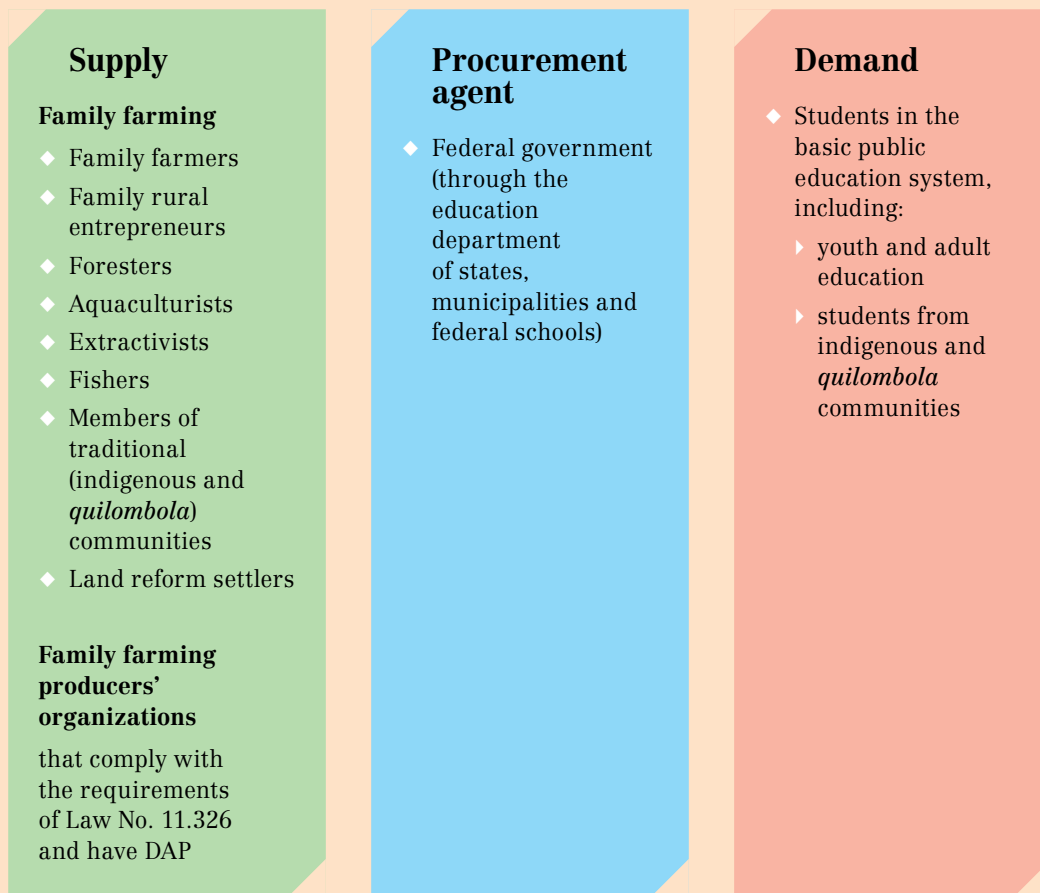 Supply
Family farming
Family farmers
Family rural
entrepreneurs
Foresters
Aquaculturists
Extractivists
Fishers
Members of
traditional
(indigenous and
quilombola)
communities
Land reform settlers
Family farming
producers’
organizations
that comply with
the requirements
of Law No. 11.326
and have DAP
Procurement
agent
Federal government
(through the
education
department
of states,
municipalities and
federal schools)
Demand
Students in the
basic public
education system,
including:
youth and adult
education
students from
indigenous and
quilombola
communities